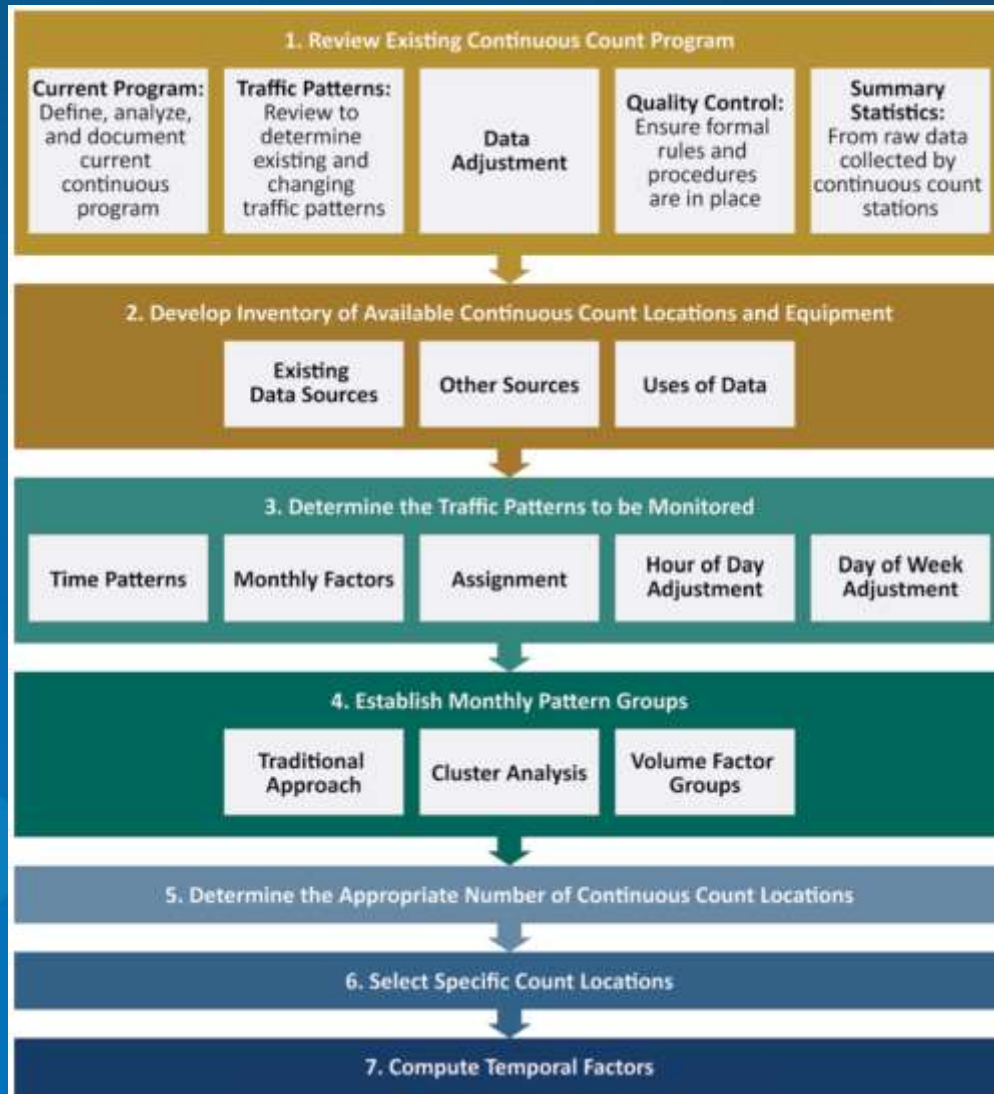 1. Review Existing Continuous Count Program
Current Program:
Define, analyze,
and document
current
continuous
program
Traffic Patterns:
Review to
determine
existing and
changing
traffic patterns
Data
Adjustment
Quality Control:
Ensure formal
rules and
procedures
are in place
Summary
Statistics:
From raw data
collected by
continuous count
stations
2. Develop Inventory of Available Continuous Count Locations and Equipment
Existing
Data Sources
Other Sources
Uses of Data
3. Determine the Traffic Patterns to be Monitored
Time Patterns
Monthly Factors
Assignment
Hour of Day
Adjustment
Day of Week
Adjustment
4. Establish Monthly Pattern Groups
Traditional
Approach
Cluster Analysis
Volume Factor
Groups
5. Determine the Appropriate Number of Continuous Count Locations
6. Select Specific Count Locations
7. Compute Temporal Factors